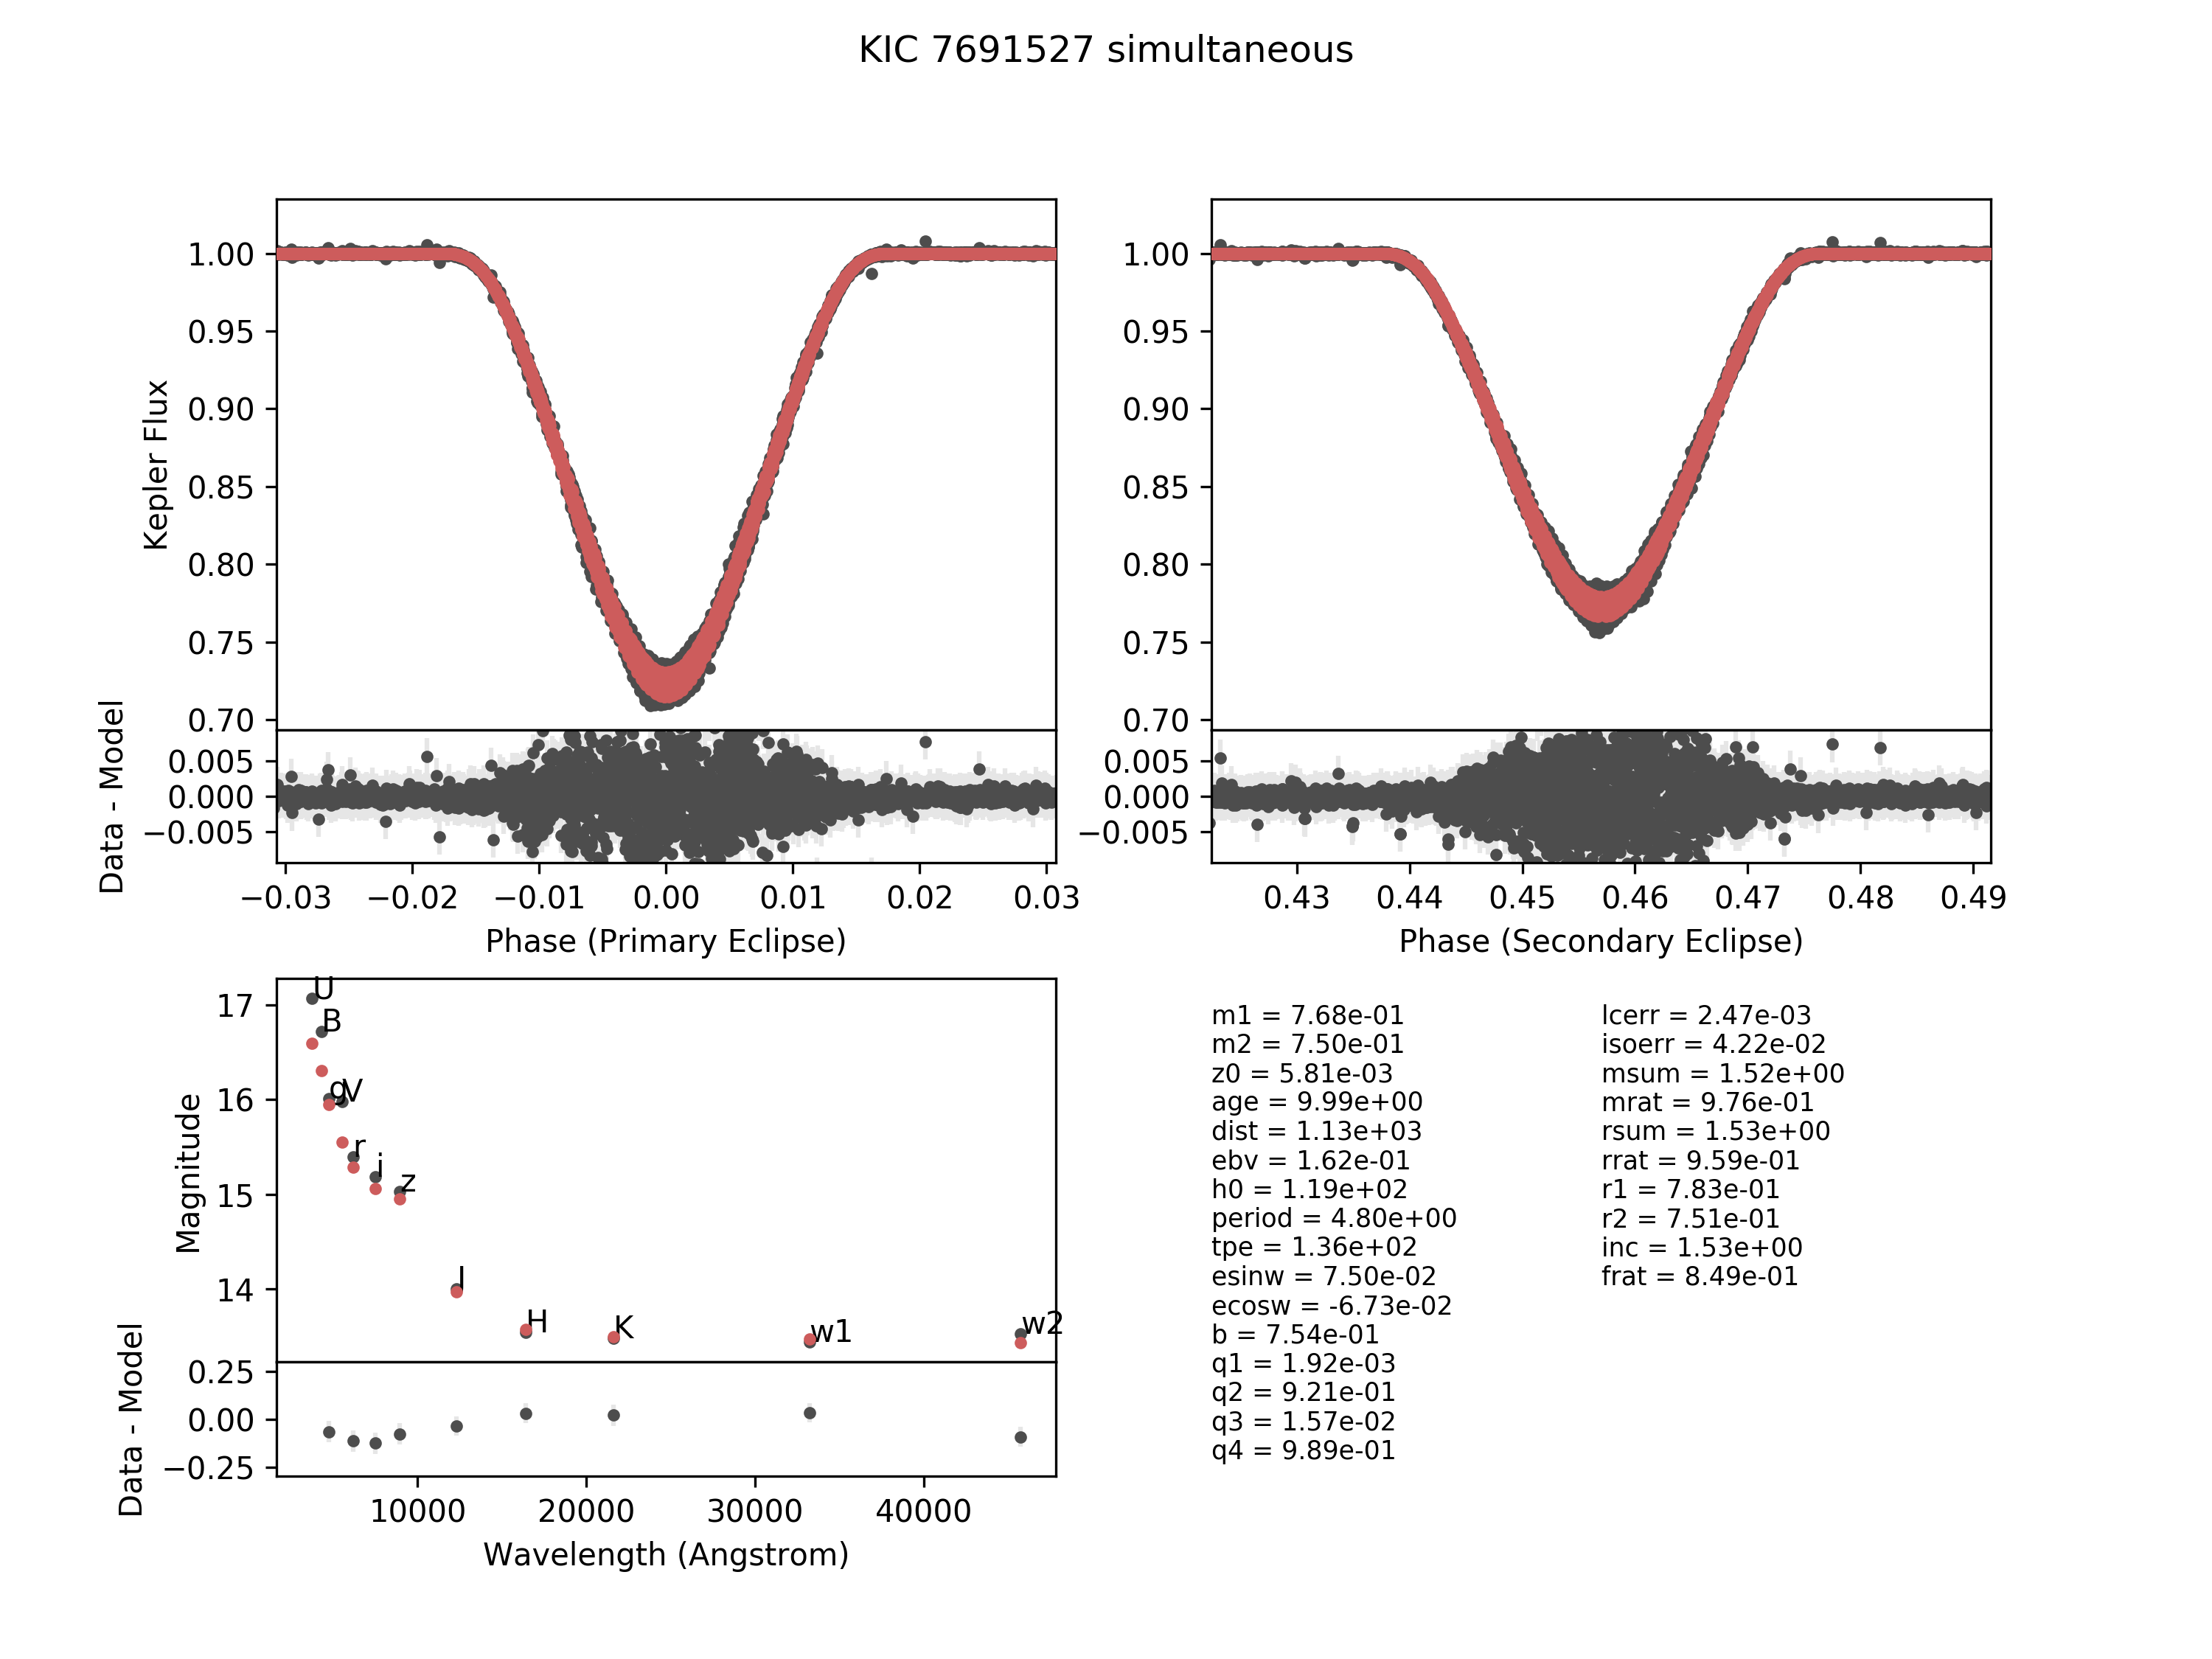 KIC 7691527 simultaneous
1.00
0.95
0.90
0.85
0.80
0.75
0.70
Kepler Flux
0.005
0.000
−0.005
Data - Model
−0.03 −0.02 −0.01 0.00 0.01 0.02 0.03
Phase (Primary Eclipse)
1.00
0.95
0.90
0.85
0.80
0.75
0.70
0.005
0.000
−0.005
0.43 0.44 0.45 0.46 0.47 0.48 0.49
Phase (Secondary Eclipse)
17
16
15
14
Magnitude
U
B
g
V
r
i
z
J
H
K
w1
w2
0.25
0.00
−0.25
Data - Model
10000 20000 30000 40000
Wavelength (Angstrom)
m1 = 7.68e-01
m2 = 7.50e-01
z0 = 5.81e-03
age = 9.99e+00
dist = 1.13e+03
ebv = 1.62e-01
h0 = 1.19e+02
period = 4.80e+00
tpe = 1.36e+02
esinw = 7.50e-02
ecosw = -6.73e-02
b = 7.54e-01
q1 = 1.92e-03
q2 = 9.21e-01
q3 = 1.57e-02
q4 = 9.89e-01
lcerr = 2.47e-03
isoerr = 4.22e-02
msum = 1.52e+00
mrat = 9.76e-01
rsum = 1.53e+00
rrat = 9.59e-01
r1 = 7.83e-01
r2 = 7.51e-01
inc = 1.53e+00
frat = 8.49e-01